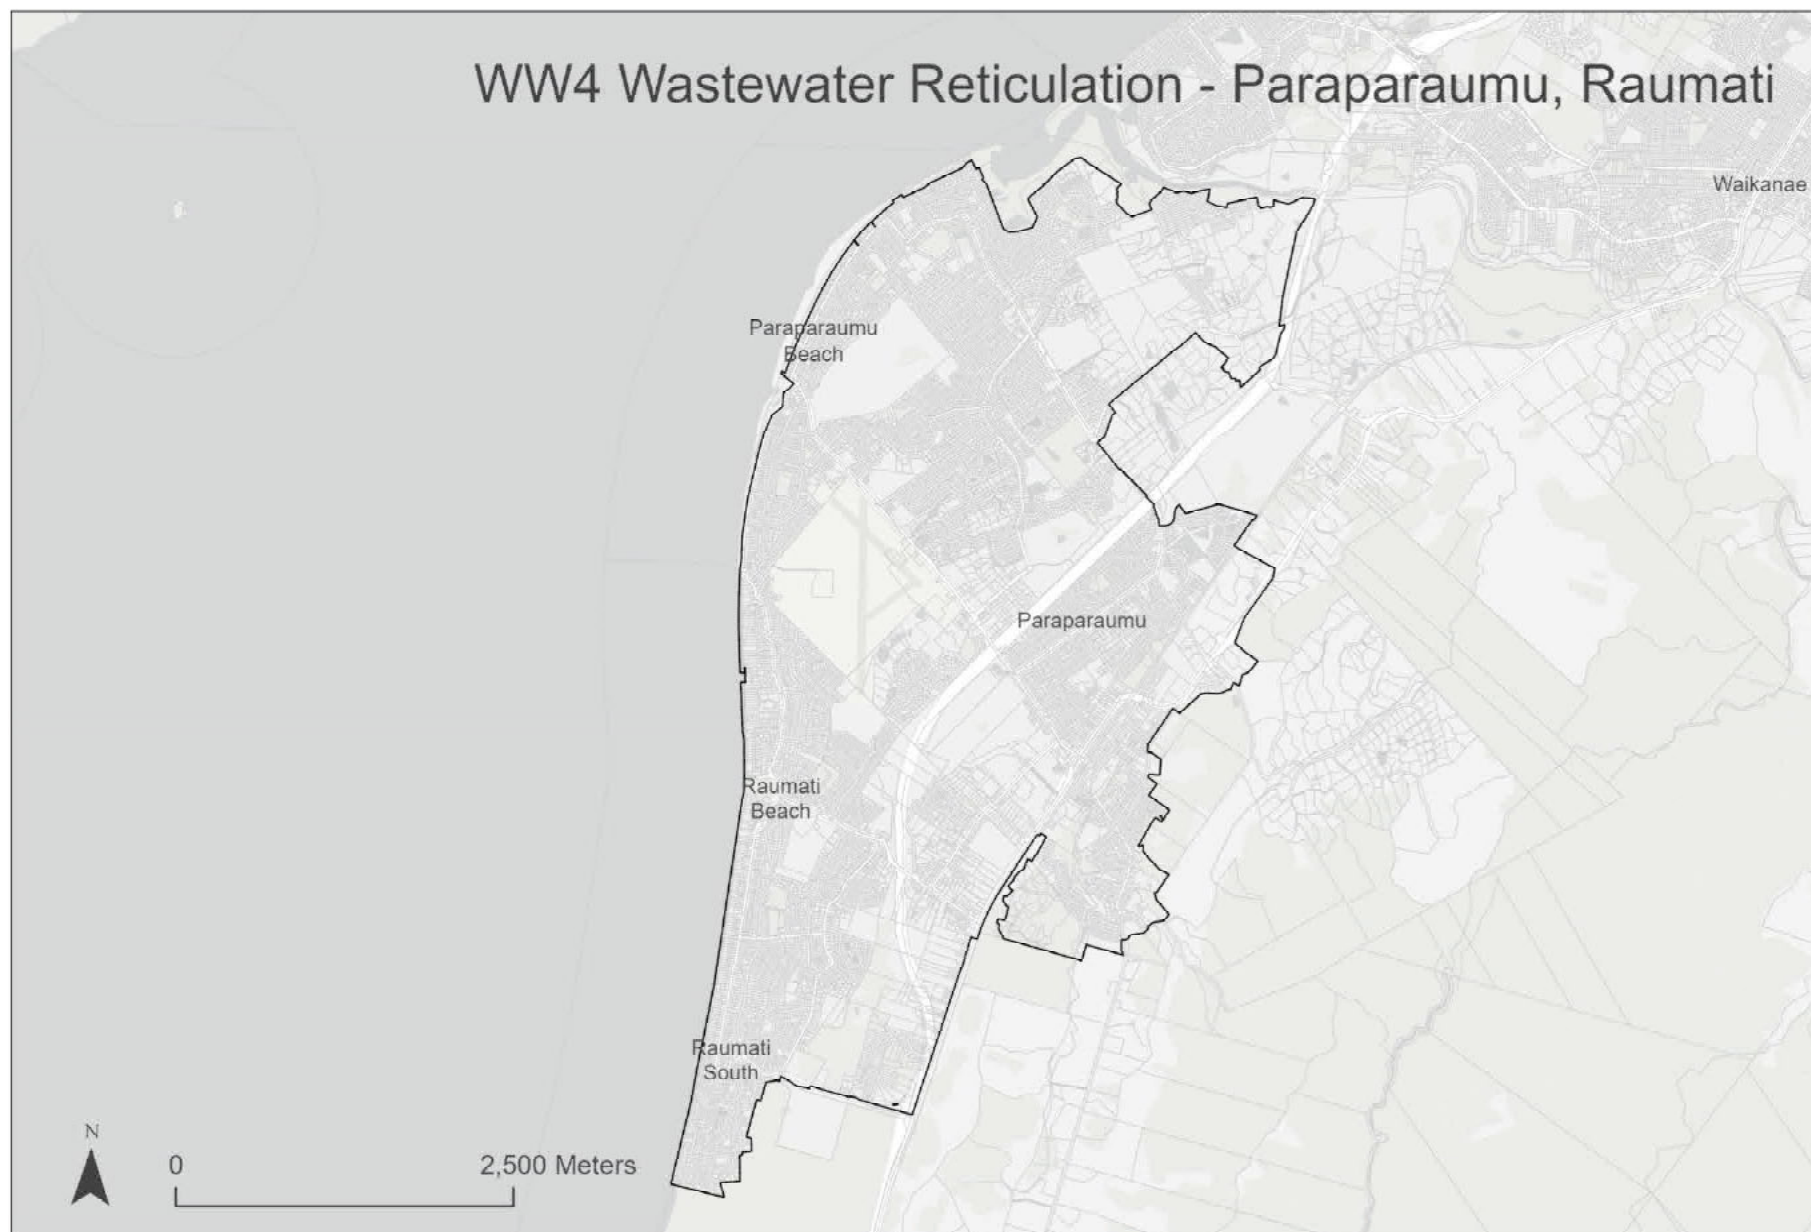 WW4 Wastewater Reticulation - Paraparaumu, Raumati
Waikanae
Paraparaumu
Beach
Paraparaumu
Raumati
Beach
Raumati
South
N
0
2,500 Meters